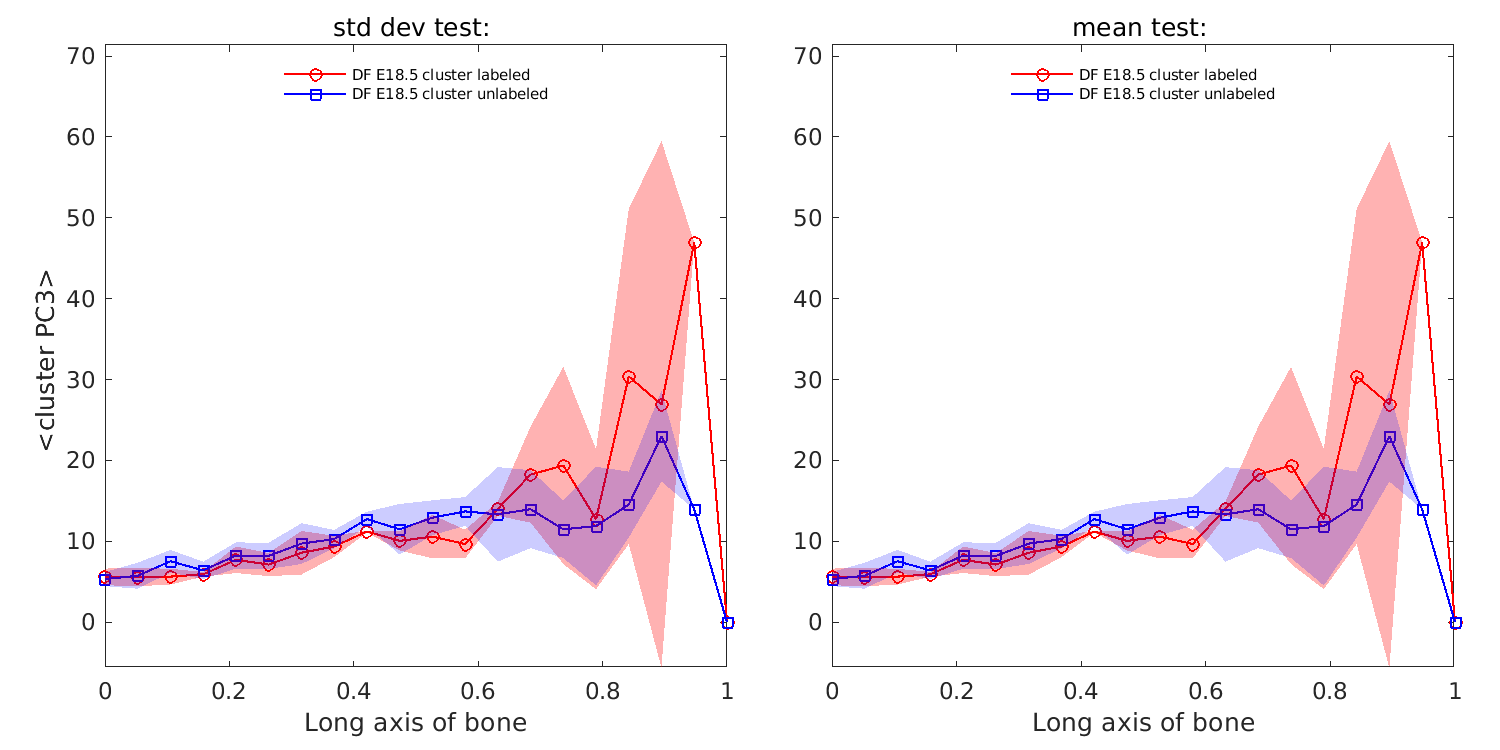 std dev test:
DF E18.5 cluster labeled
DF E18.5 cluster unlabeled
<cluster PC3>
70
60
50
40
30
20
10
0
0 0.2 0.4 0.6 0.8 1
Long axis of bone
mean test:
DF E18.5 cluster labeled
DF E18.5 cluster unlabeled
70
60
50
40
30
20
10
0
0 0.2 0.4 0.6 0.8 1
Long axis of bone